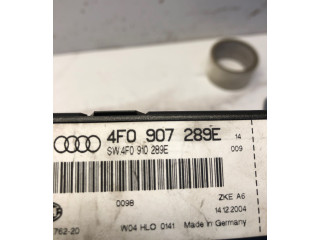 4F0 907 289E 14
SW:4F0 910 289E 009
0098 ZKE A6
14.12.2004
762-20 W04 HLO 0141 Made in Germany